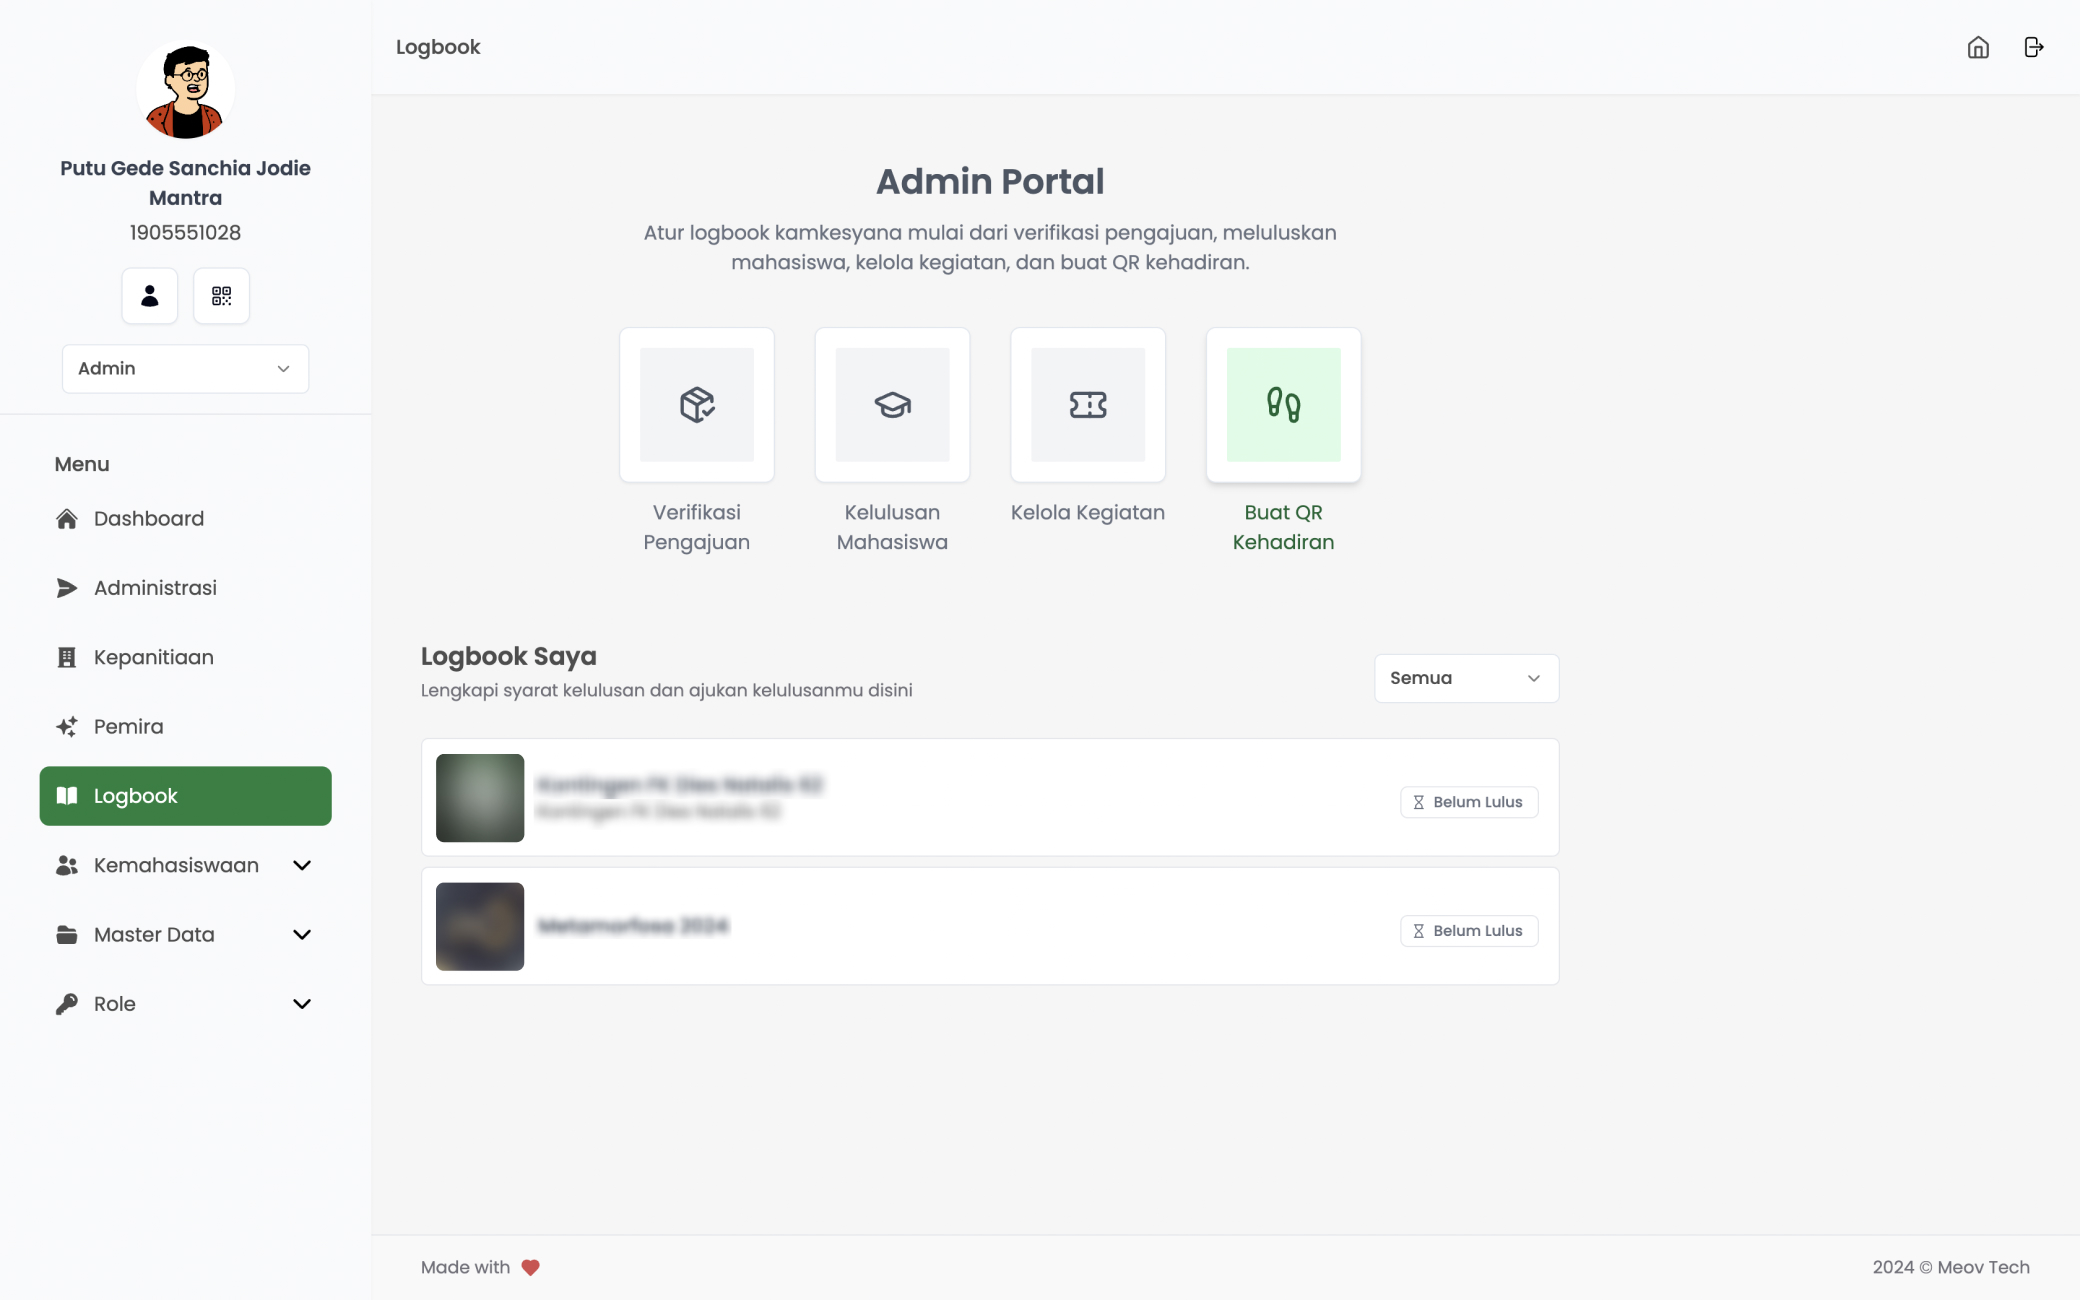 Logbook
Putu Gede Sanchia Jodie
Mantra
1905551028
Admin
Menu
Dashboard
Administrasi
Kepanitiaan
Pemira
Logbook
Kemahasiswaan
Master Data
Role
Admin Portal
Atur logbook kamkesyana mulai dari verifikasi pengajuan, meluluskan
mahasiswa, kelola kegiatan, dan buat QR kehadiran.
Verifikasi
Pengajuan
Kelulusan
Mahasiswa
Kelola Kegiatan
Buat QR
Kehadiran
Logbook Saya
Lengkapi syarat kelulusan dan ajukan kelulusanmu disini
Semua
Belum Lulus
Metamorfosa 2024
Belum Lulus
Made with
2024 © Meov Tech